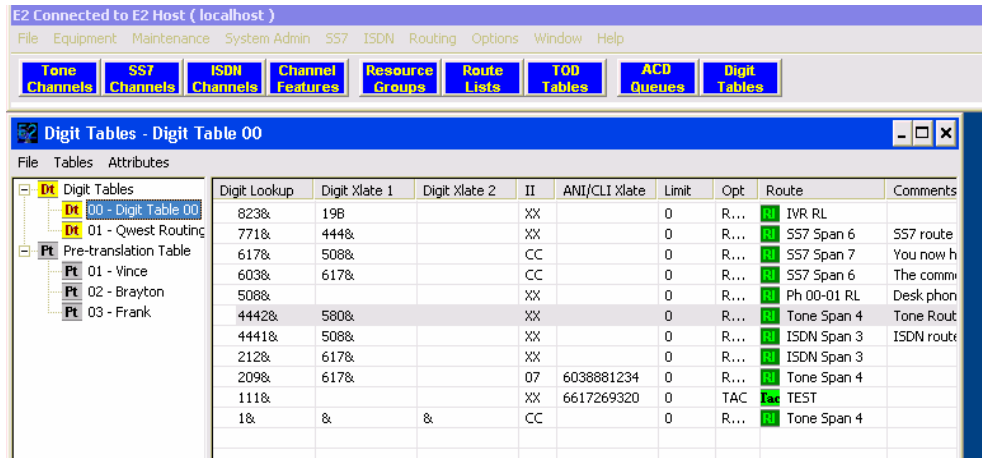 E2 Connected to E2 Host ( localhost )
File Equipment Maintenance System Admin SS7 ISDN Routing Options Window Help
Tone Channels SS7 Channels ISDN Channels Channel Features Resource Groups Route Lists TOD Tables ACD Queues Digit Tables
Digit Tables - Digit Table 00
File Tables Attributes
Dt Digit Tables
Dt 00 - Digit Table 00
Dt 01 - Qwest Routing
Pt Pre-translation Table
Pt 01 - Vince
Pt 02 - Brayton
Pt 03 - Frank
Digit Lookup Digit Xlate 1 Digit Xlate 2 II ANI/CLI Xlate Limit Opt Route Comments
823& 19B XX 0 R... Rl IVR RL
771& 444& XX 0 R... Rl SS7 Span 6 SS7 route
617& 508& CC 0 R... Rl SS7 Span 7 You now h
603& 617& CC 0 R... Rl SS7 Span 6 The comm
508& XX 0 R... Rl Ph 00-01 RL Desk phon
4442& 580& XX 0 R... Rl Tone Span 4 Tone Rout
4441& 508& XX 0 R... Rl ISDN Span 3 ISDN route
212& 617& XX 0 R... Rl ISDN Span 3
209& 617& 07 6038881234 0 R... Rl Tone Span 4
111& XX 6617269320 0 TAC Tac TEST
1& & & CC 0 R... Rl Tone Span 4